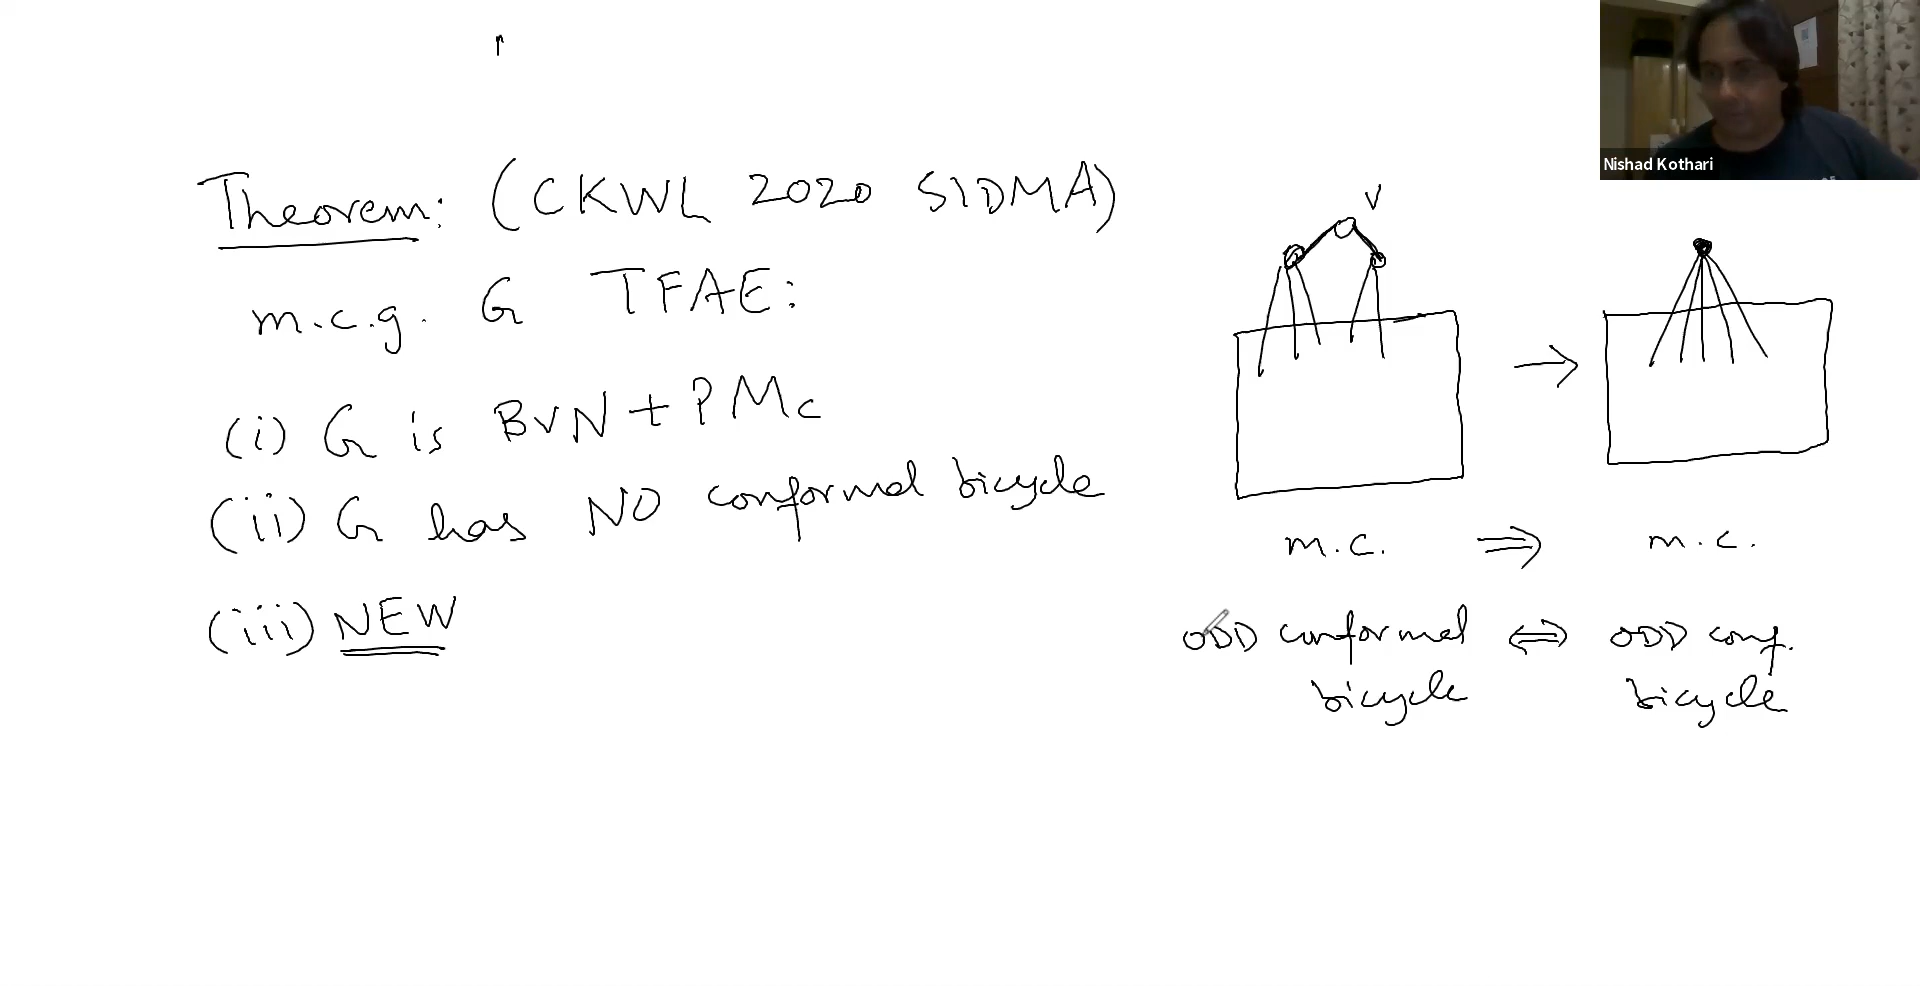 Theorem: (CKWL 2020 SIDMA)
m.c.g. G TFAE:
(i) G is BVN + PMc
(ii) G has NO conformal bicycle
(iii) NEW
V
→
m.c. ⇒ m.c.
ODD conformal bicycle ⇔ ODD conf. bicycle
Nishad Kothari